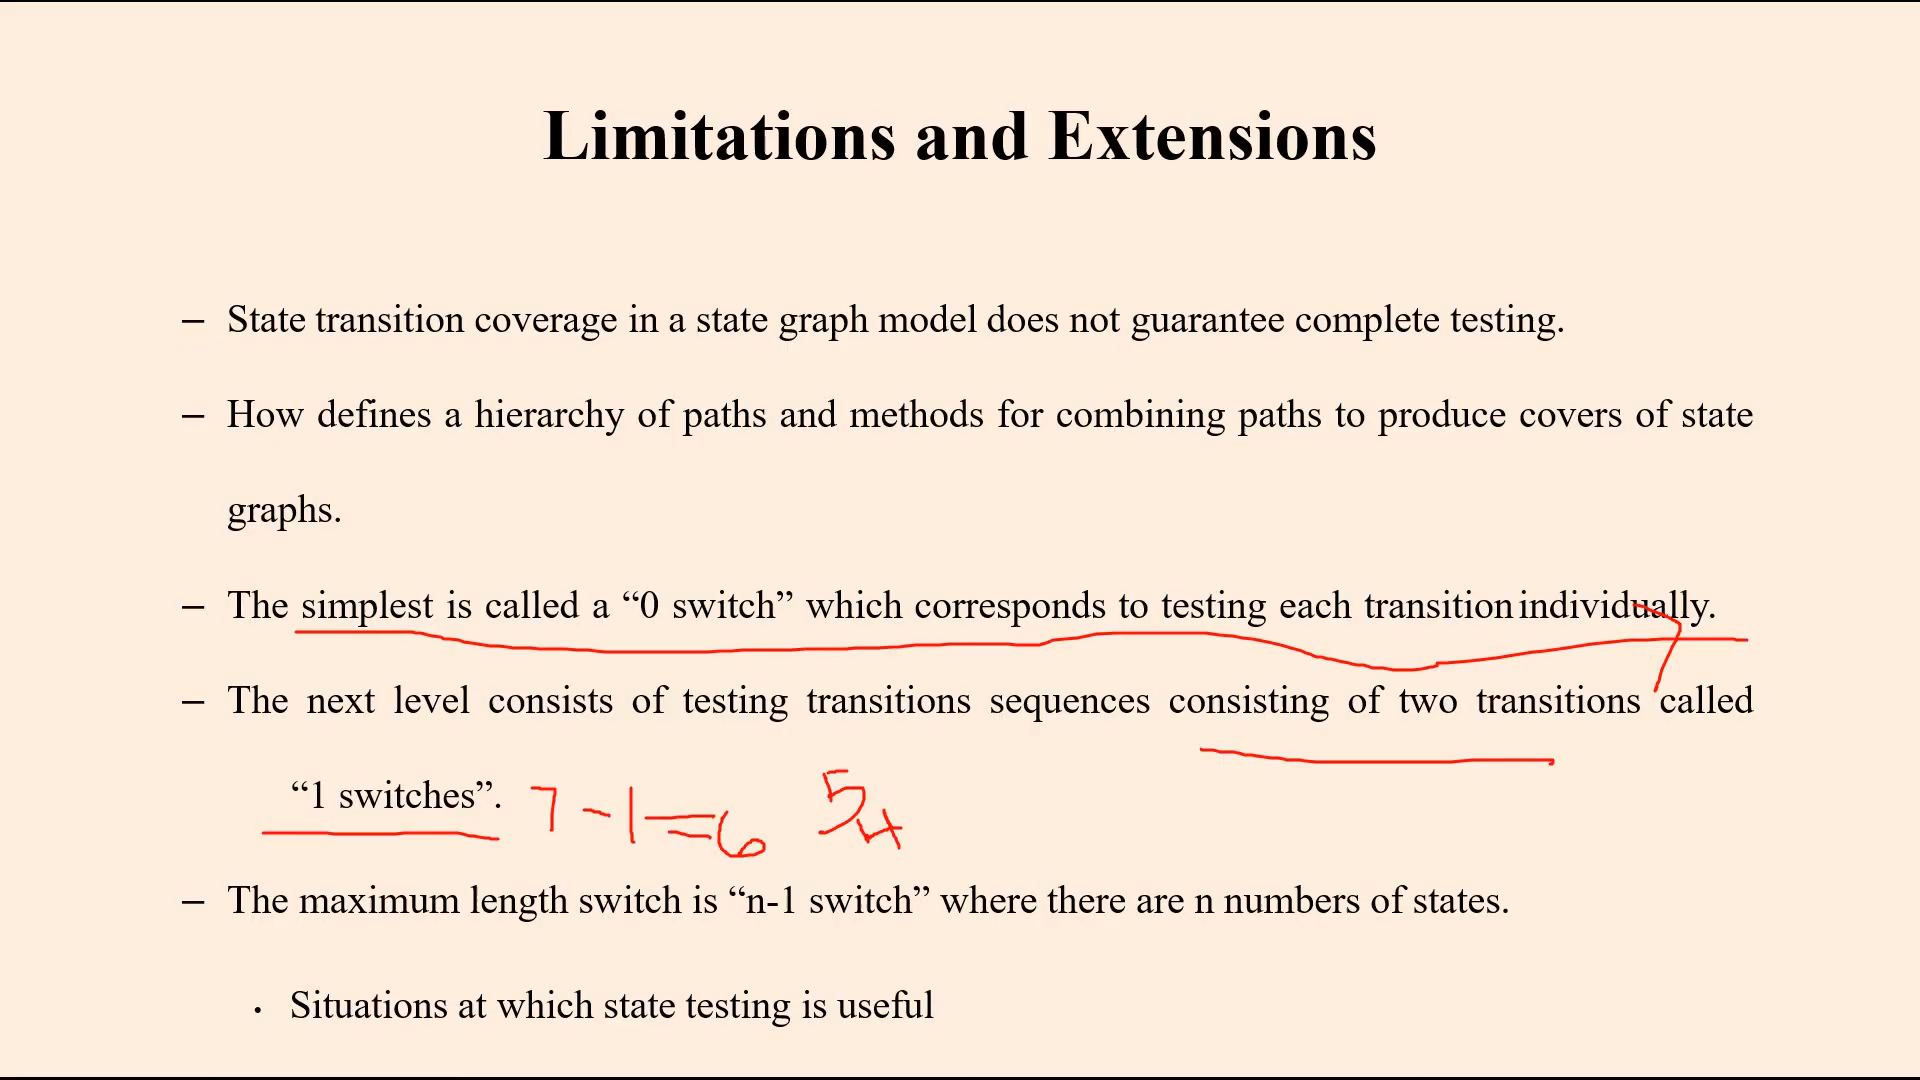 Limitations and Extensions
– State transition coverage in a state graph model does not guarantee complete testing.
– How defines a hierarchy of paths and methods for combining paths to produce covers of state
graphs.
– The simplest is called a “0 switch” which corresponds to testing each transition individually.
– The next level consists of testing transitions sequences consisting of two transitions called
“1 switches”. 7 - 1 = 6 5 4
– The maximum length switch is “n-1 switch” where there are n numbers of states.
• Situations at which state testing is useful